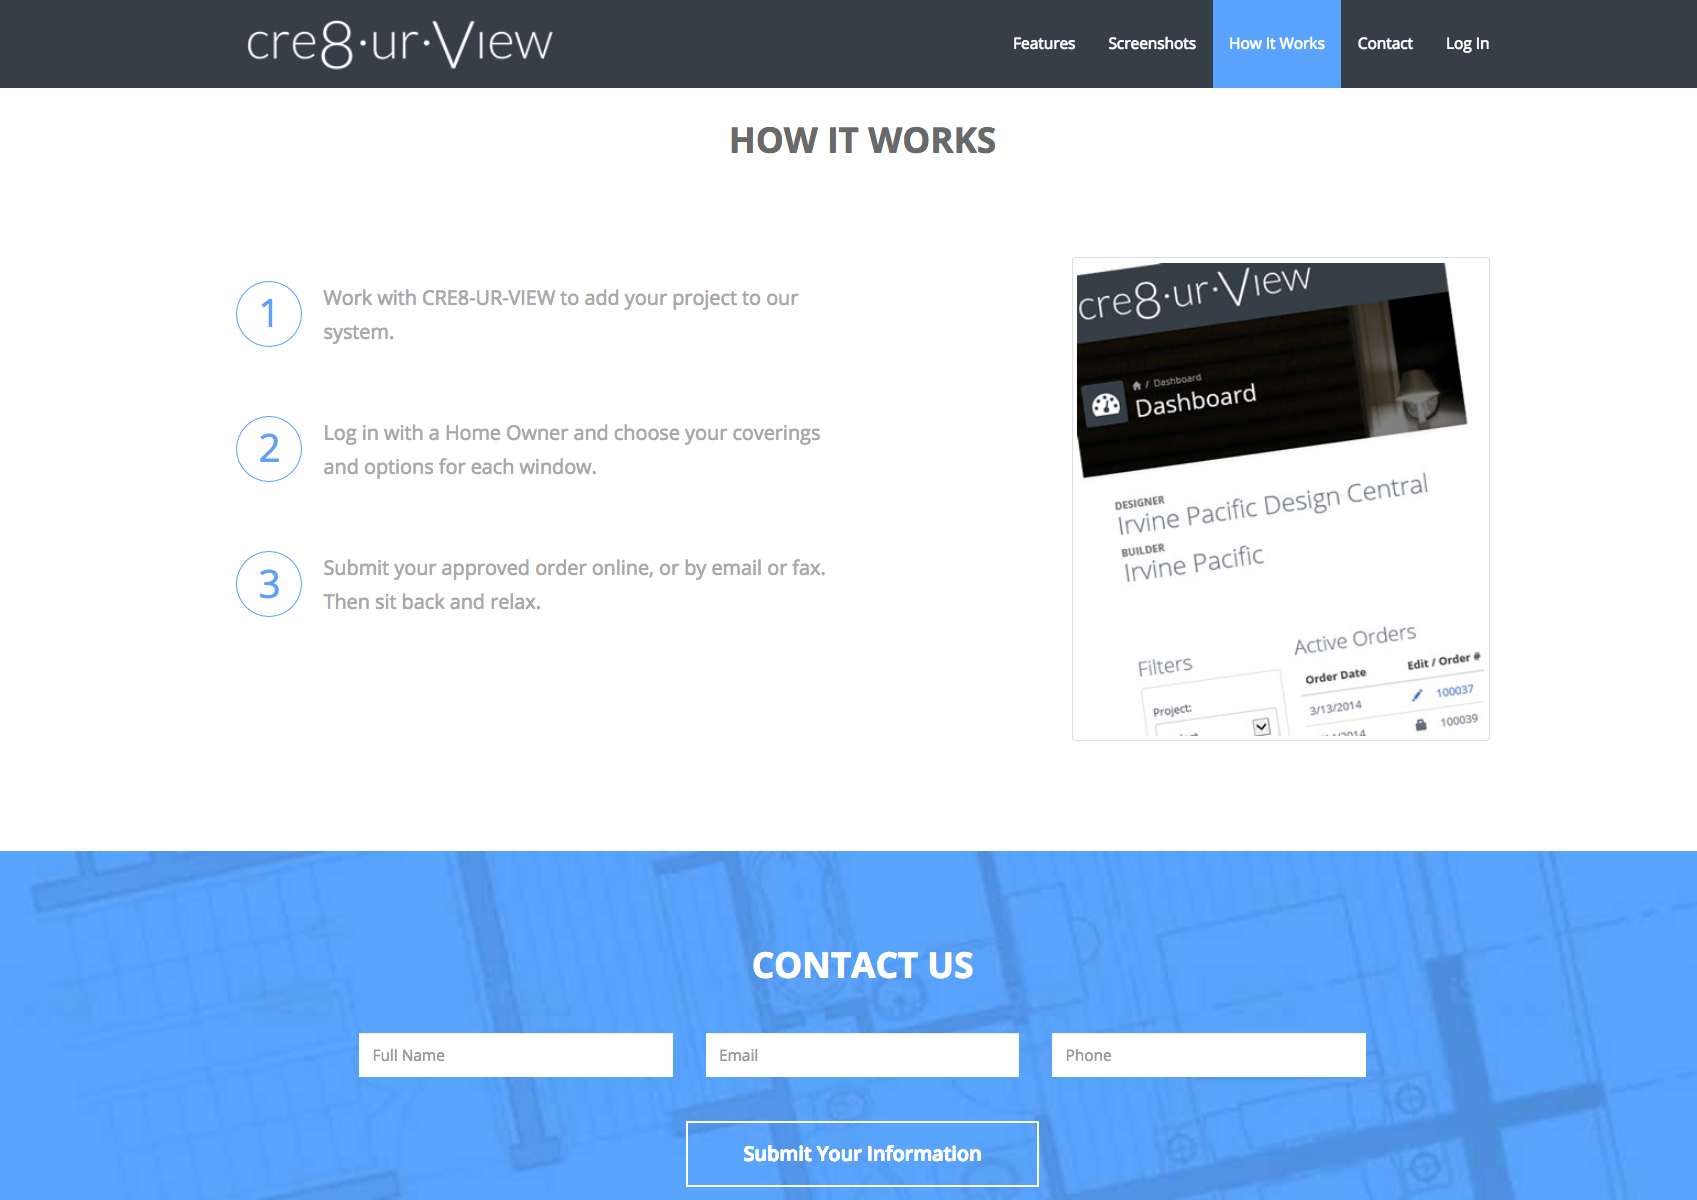 cre8·ur·View
Features Screenshots How It Works Contact Log In
HOW IT WORKS
1
Work with CRE8-UR-VIEW to add your project to our
system.
2
Log in with a Home Owner and choose your coverings
and options for each window.
3
Submit your approved order online, or by email or fax.
Then sit back and relax.
cre8·ur·View
/ Dashboard
Dashboard
DESIGNER
Irvine Pacific Design Central
BUILDER
Irvine Pacific
Filters
Project:
Active Orders
Order Date Edit / Order #
3/13/2014 100037
100039
CONTACT US
Full Name Email Phone
Submit Your Information